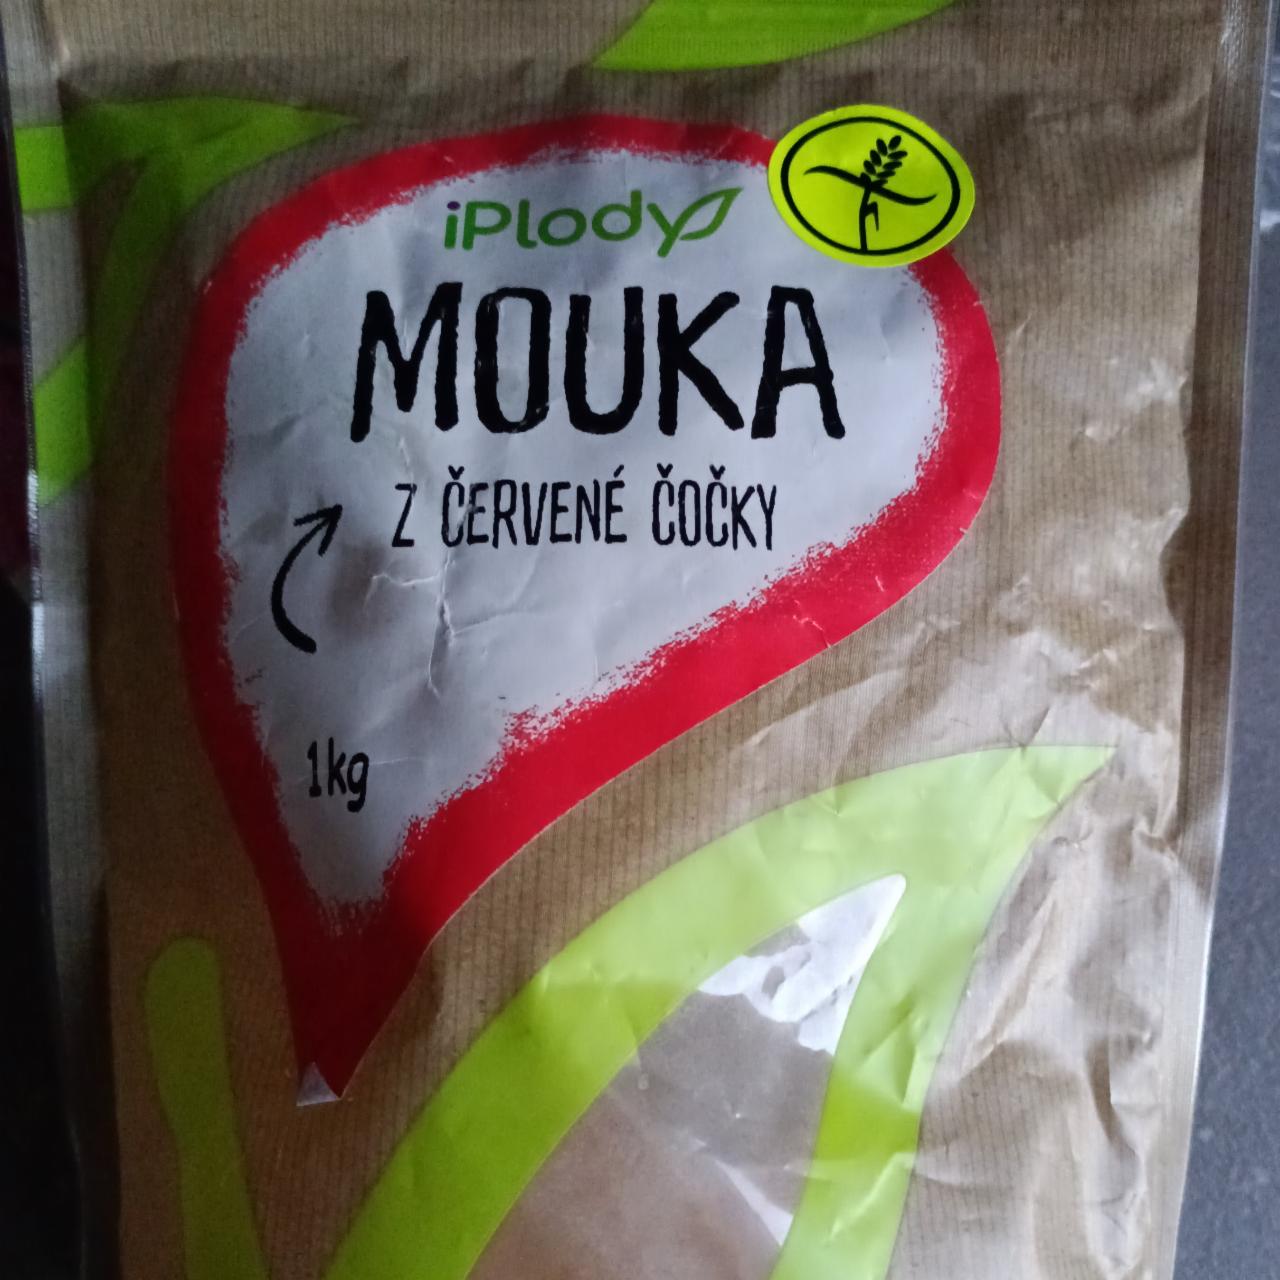 iPlody
MOUKA
Z ČERVENÉ ČOČKY
1kg